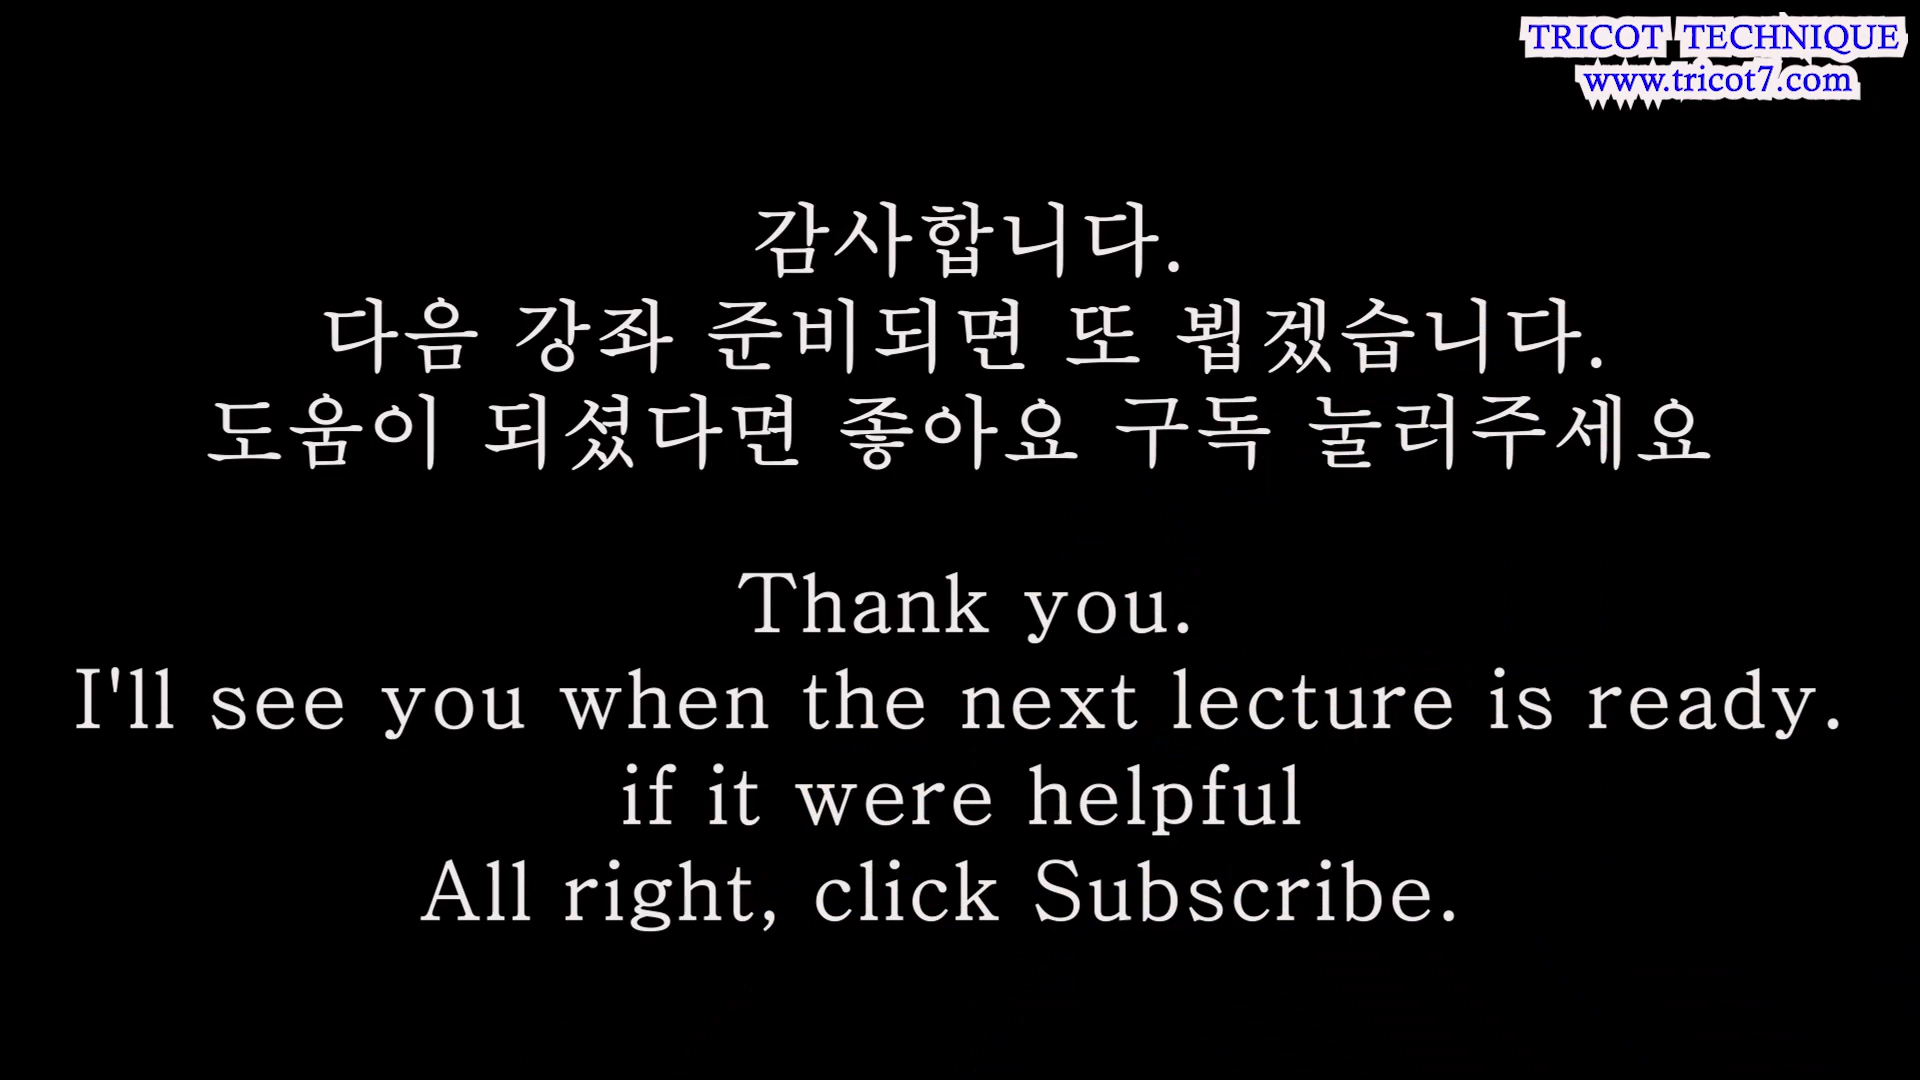 TRICOT TECHNIQUE
www.tricot7.com
감사합니다.
다음 강좌 준비되면 또 뵙겠습니다.
도움이 되셨다면 좋아요 구독 눌러주세요
Thank you.
I'll see you when the next lecture is ready.
if it were helpful
All right, click Subscribe.